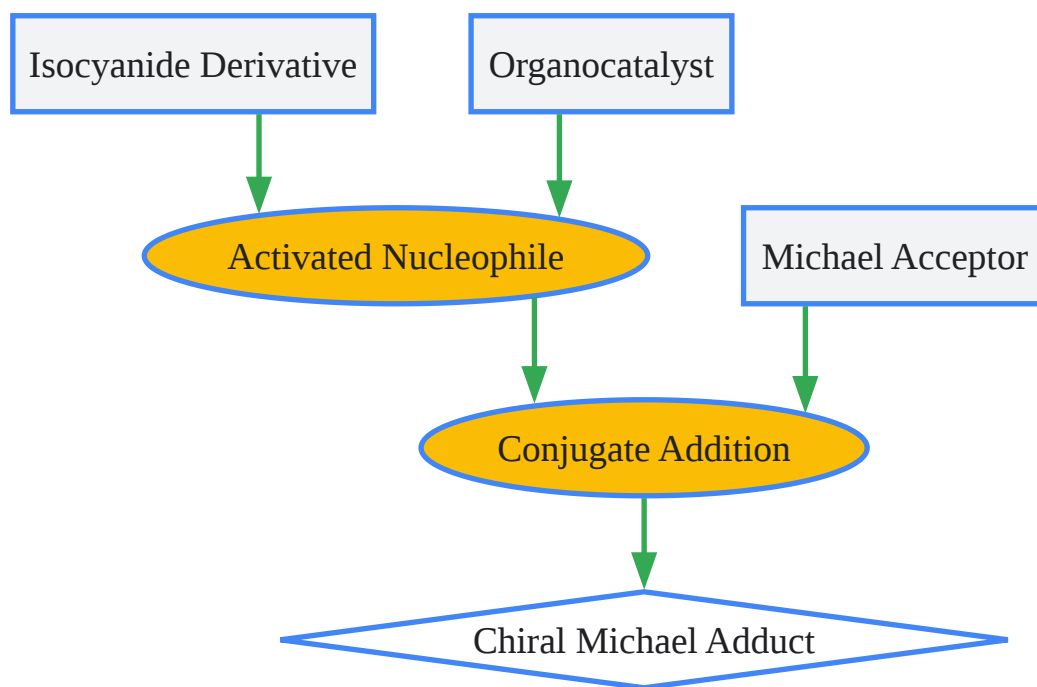 Isocyanide Derivative
Organocatalyst
Activated Nucleophile
Michael Acceptor
Conjugate Addition
Chiral Michael Adduct